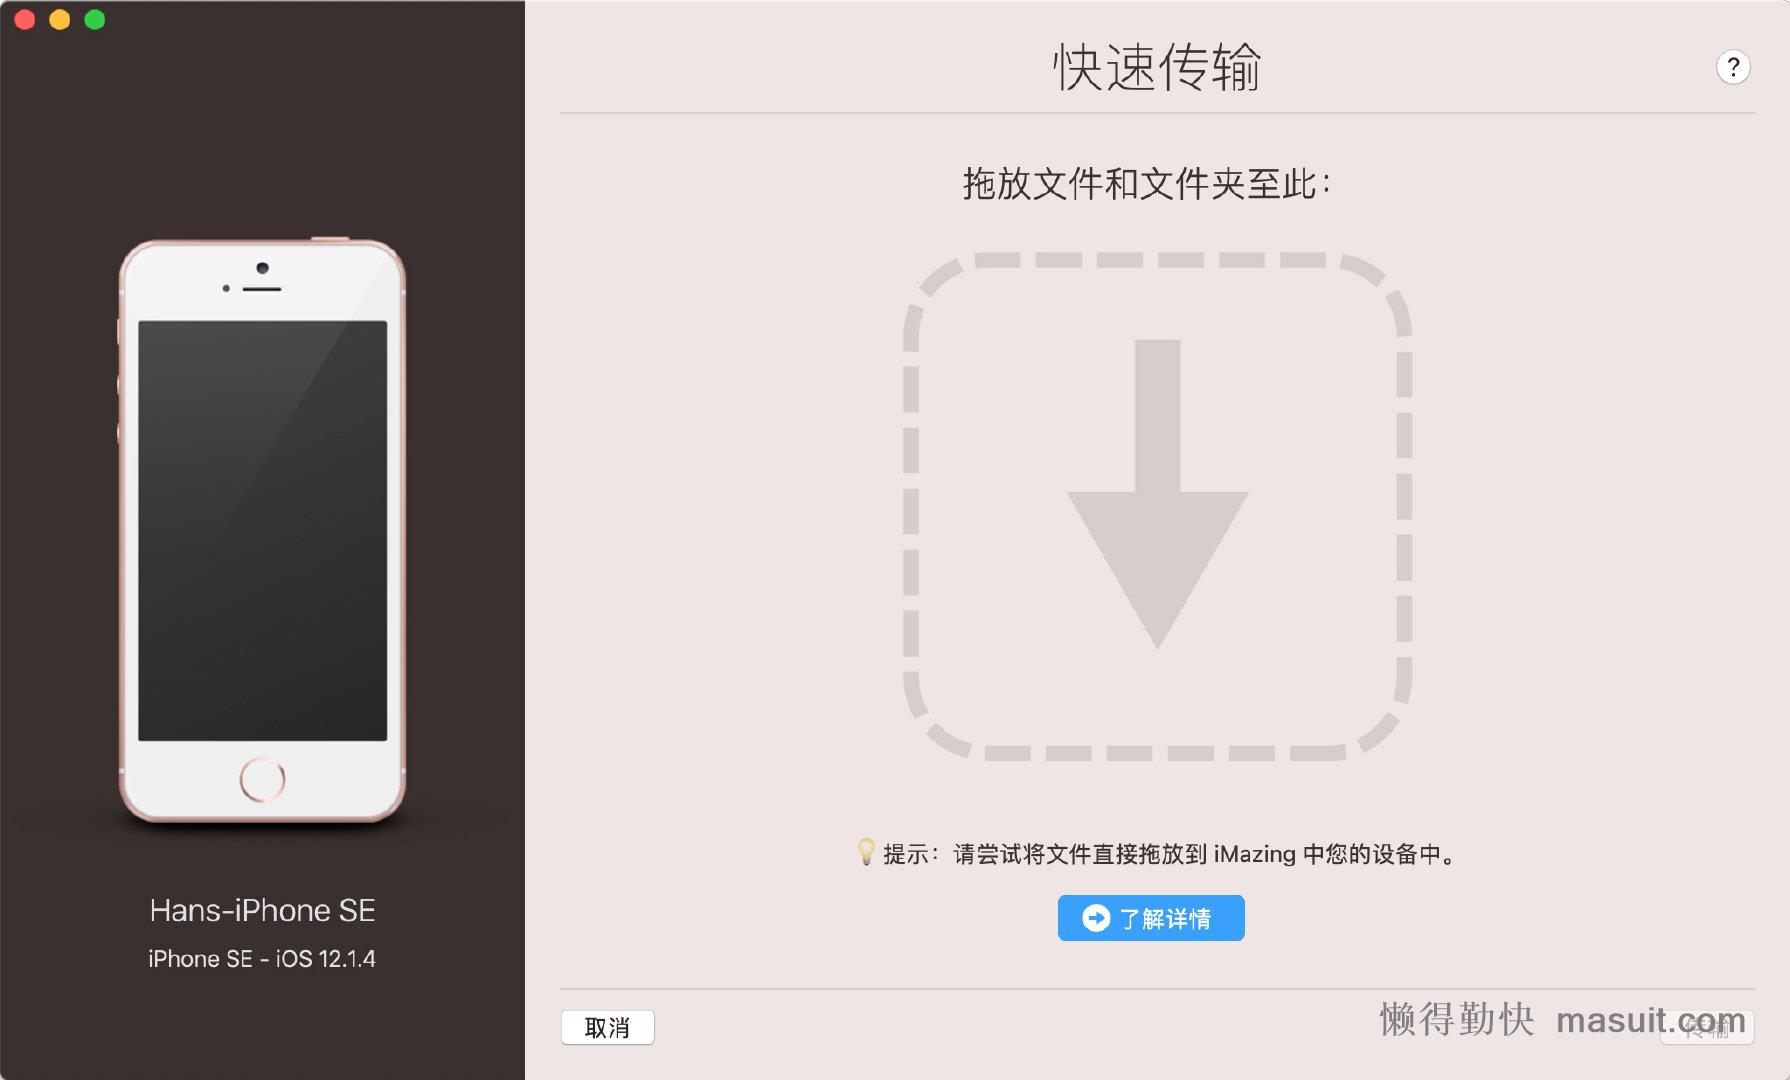 快速传输
?
拖放文件和文件夹至此:
提示：请尝试将文件直接拖放到 iMazing 中您的设备中。
了解详情
Hans-iPhone SE
iPhone SE - iOS 12.1.4
取消
懒得勤快 masuit.com
传输